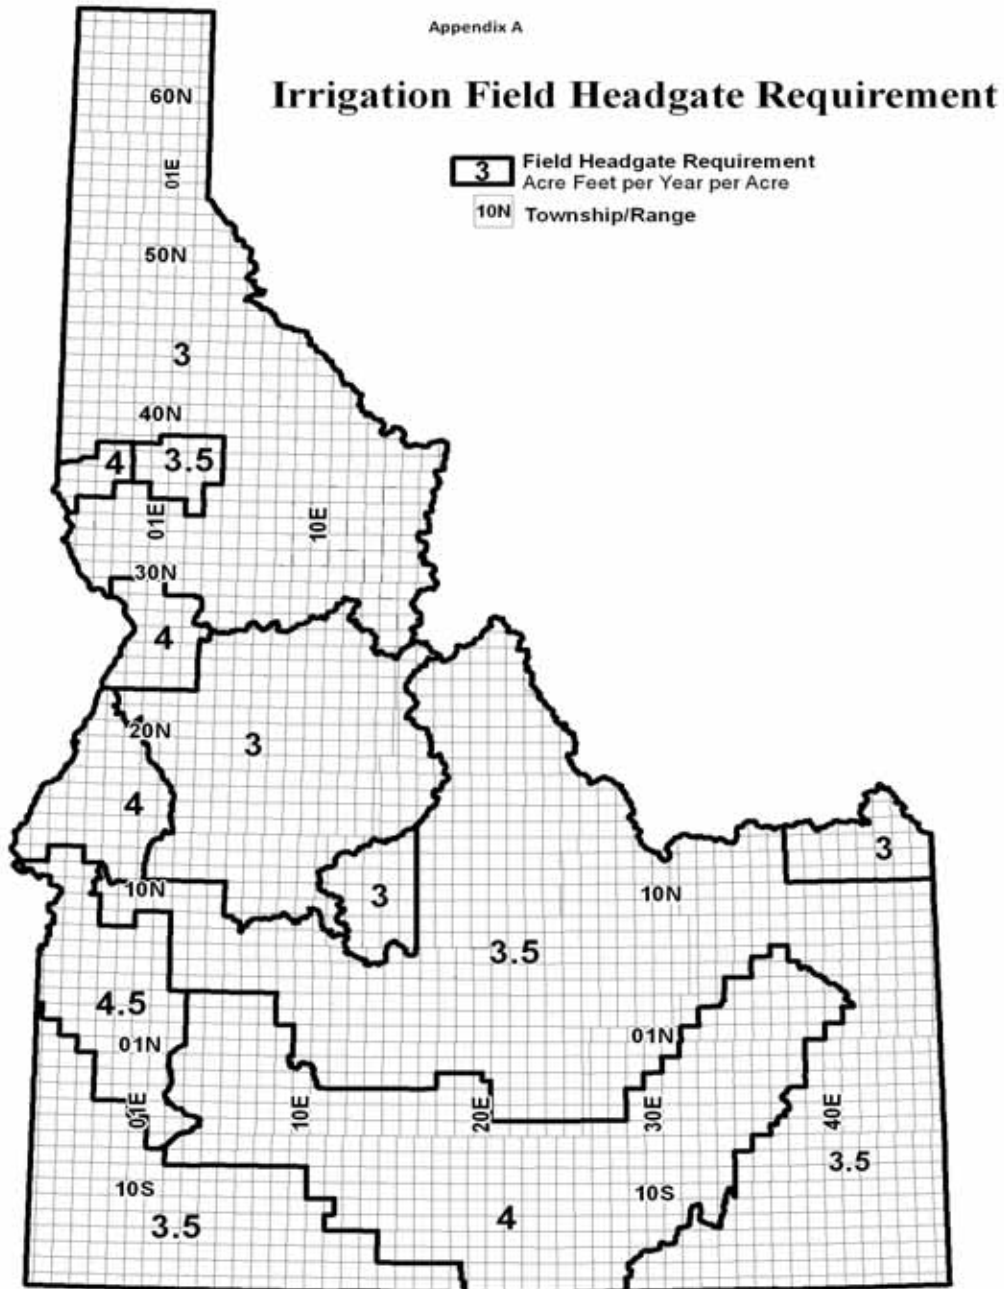 Appendix A
Irrigation Field Headgate Requirement
3 Field Headgate Requirement
Acre Feet per Year per Acre
10N Township/Range
60N
01E
50N
3
40N
4 3.5
01E 10E
30N
4
20N
3
4
3
3
10N 10N
3.5
4.5
01N 01N
01E 10E 20E 30E 40E
3.5
10S 10S
3.5 4